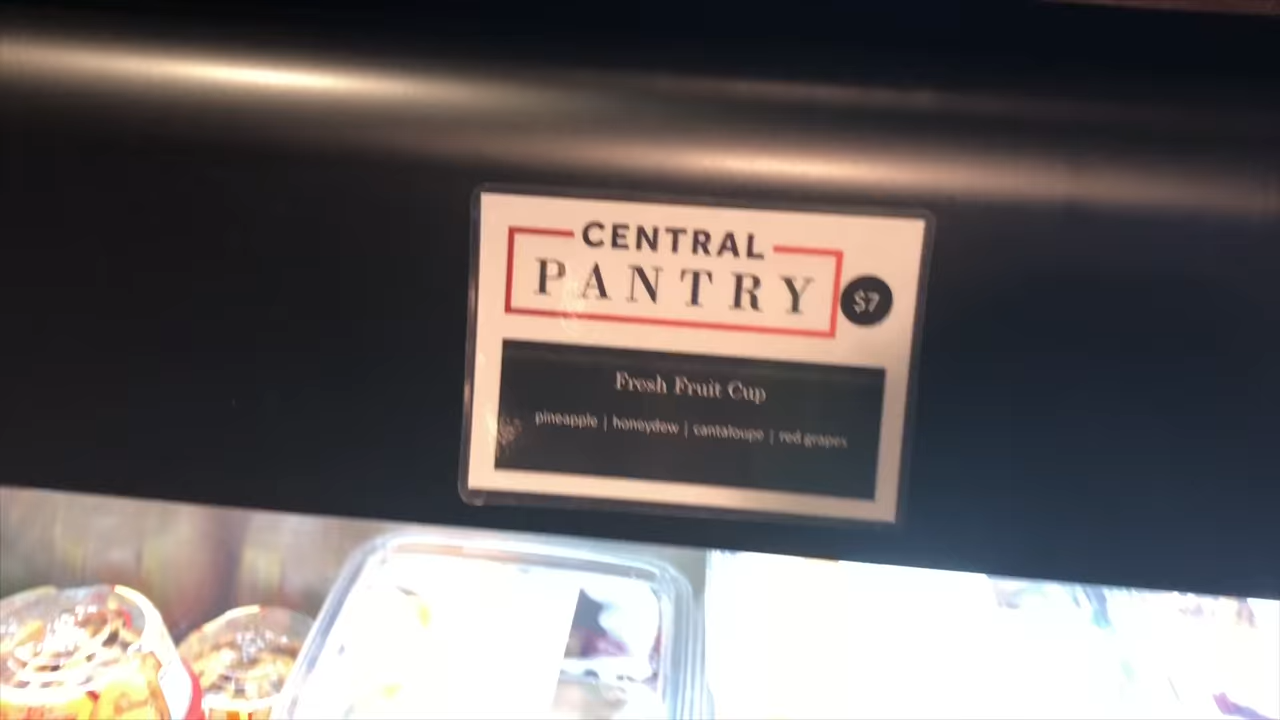 CENTRAL
PANTRY
$7
Fresh Fruit Cup
pineapple | honeydew | cantaloupe | red grapes